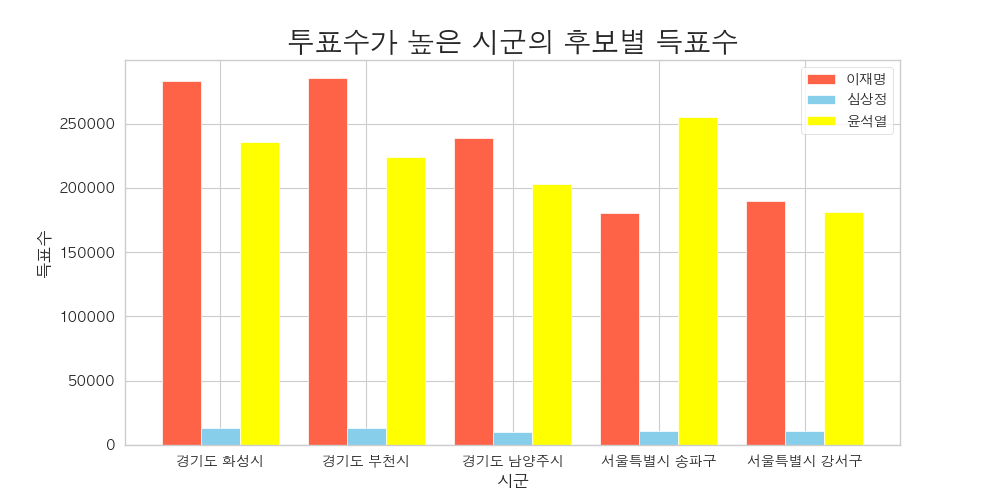 투표수가 높은 시군의 후보별 득표수
이재명
심상정
윤석열
득표수
250000
200000
150000
100000
50000
0
경기도 화성시 경기도 부천시 경기도 남양주시 서울특별시 송파구 서울특별시 강서구
시군